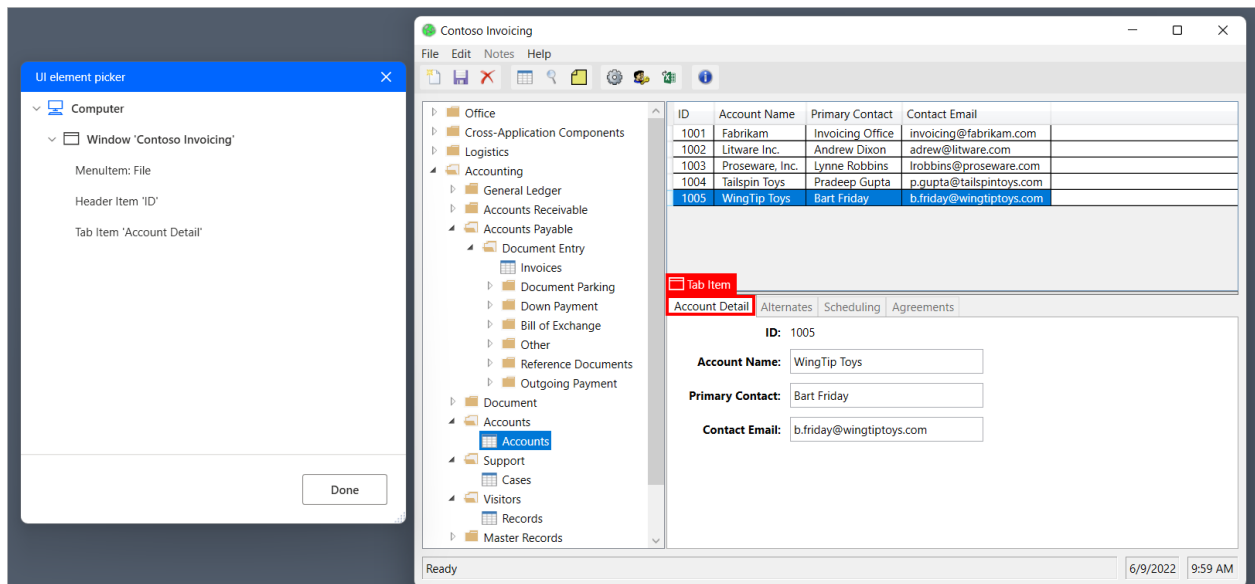 UI element picker
Computer
Window 'Contoso Invoicing'
MenuItem: File
Header Item 'ID'
Tab Item 'Account Detail'
Done
Contoso Invoicing
File Edit Notes Help
Office
Cross-Application Components
Logistics
Accounting
General Ledger
Accounts Receivable
Accounts Payable
Document Entry
Invoices
Document Parking
Down Payment
Bill of Exchange
Other
Reference Documents
Outgoing Payment
Document
Accounts
Accounts
Support
Cases
Visitors
Records
Master Records
ID Account Name Primary Contact Contact Email
1001 Fabrikam Invoicing Office invoicing@fabrikam.com
1002 Litware Inc. Andrew Dixon adrew@litware.com
1003 Proseware, Inc. Lynne Robbins lrobbins@proseware.com
1004 Tailspin Toys Pradeep Gupta p.gupta@tailspintoys.com
1005 WingTip Toys Bart Friday b.friday@wingtiptoys.com
Tab Item
Account Detail Alternates Scheduling Agreements
ID: 1005
Account Name: WingTip Toys
Primary Contact: Bart Friday
Contact Email: b.friday@wingtiptoys.com
Ready 6/9/2022 9:59 AM